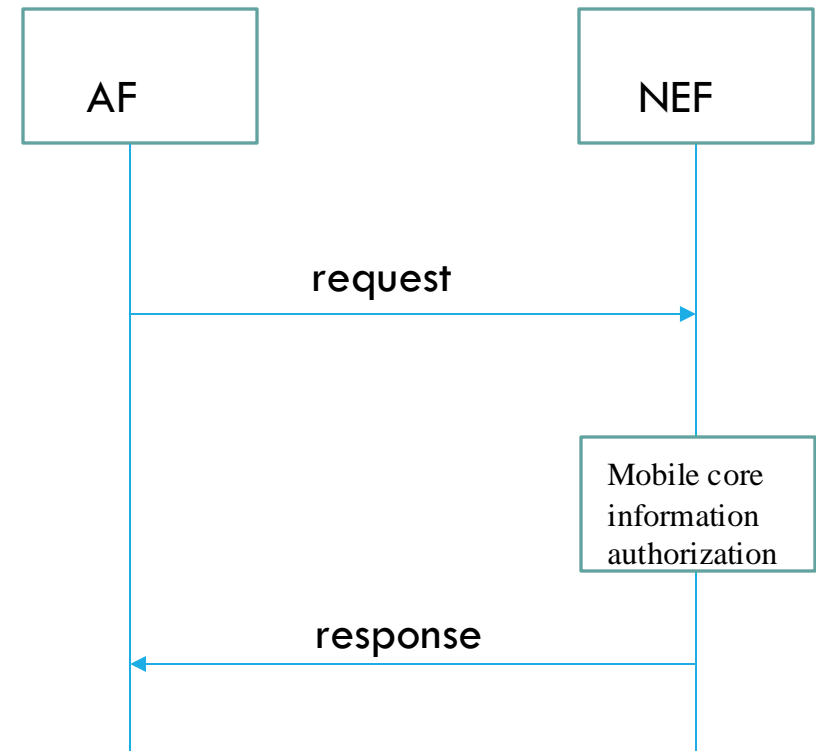 AF
NEF
request
Mobile core
information
authorization
response